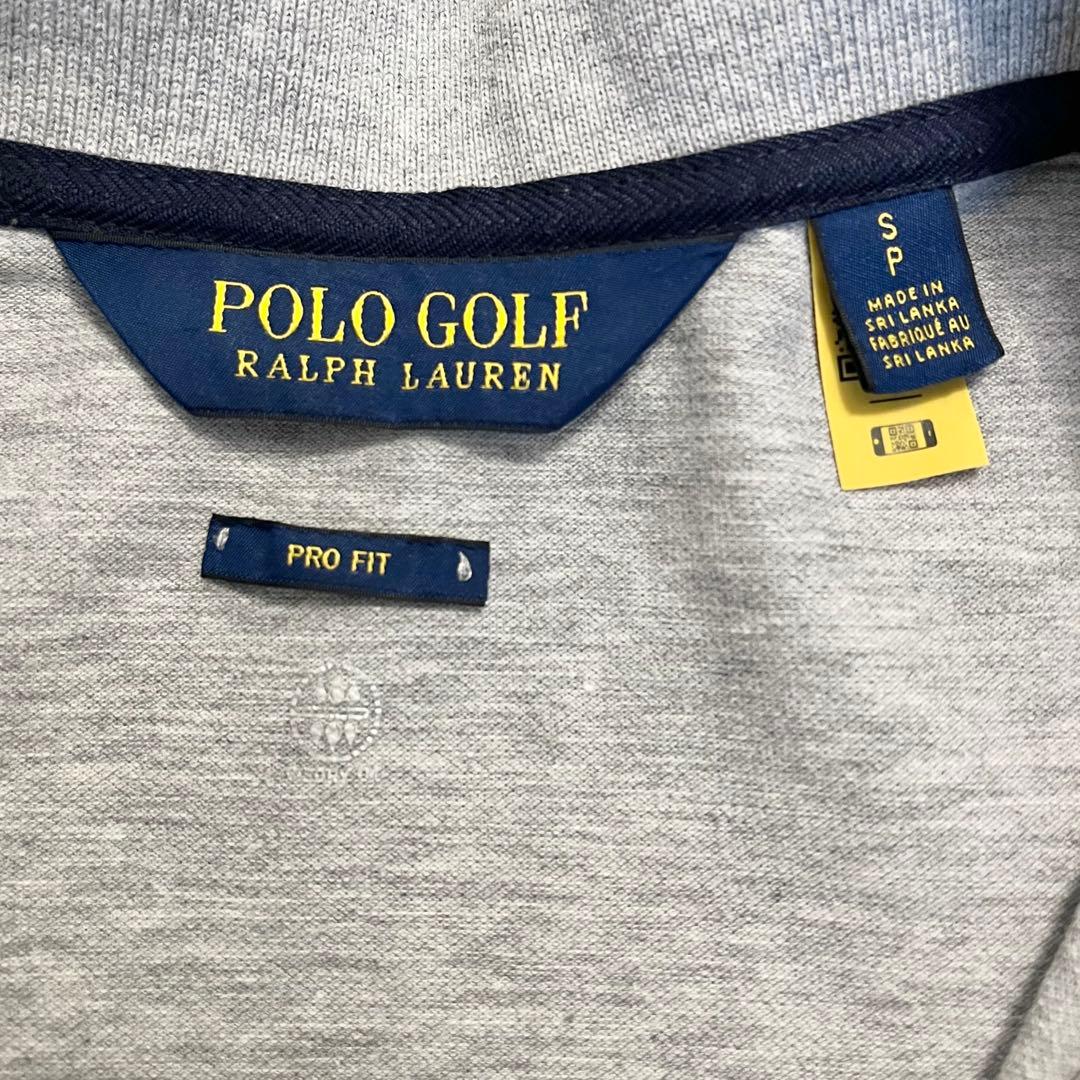 POLO GOLF
RALPH LAUREN
S
P
MADE IN
SRI LANKA
FABRIQUÉ AU
SRI LANKA
PRO FIT